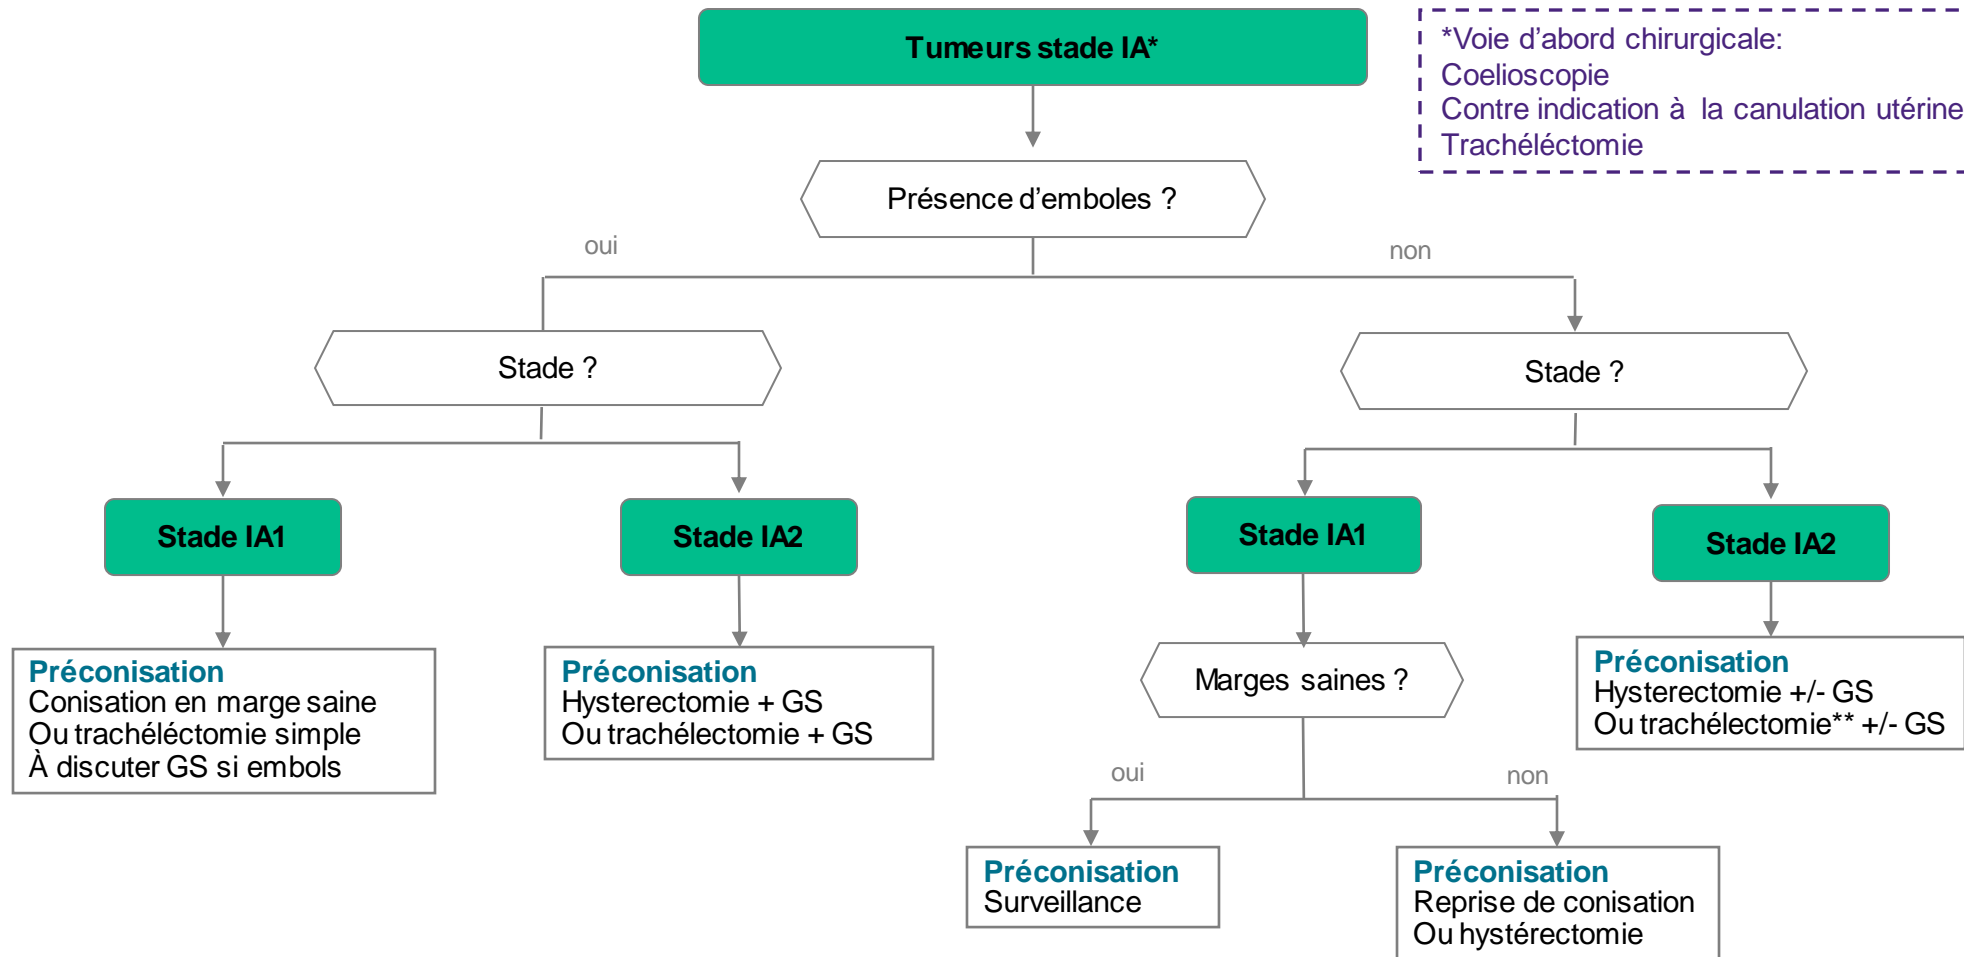 Tumeurs stade IA*
*Voie d'abord chirurgicale:
Coelioscopie
Contre indication à la canulation utérine
Trachéléctomie
Présence d'emboles ?
oui
non
Stade ?
Stade ?
Stade IA1
Stade IA2
Stade IA1
Stade IA2
Préconisation
Conisation en marge saine
Ou trachéléctomie simple
À discuter GS si embols
Préconisation
Hysterectomie + GS
Ou trachélectomie + GS
Marges saines ?
Préconisation
Hysterectomie +/- GS
Ou trachélectomie** +/- GS
oui
non
Préconisation
Surveillance
Préconisation
Reprise de conisation
Ou hystérectomie